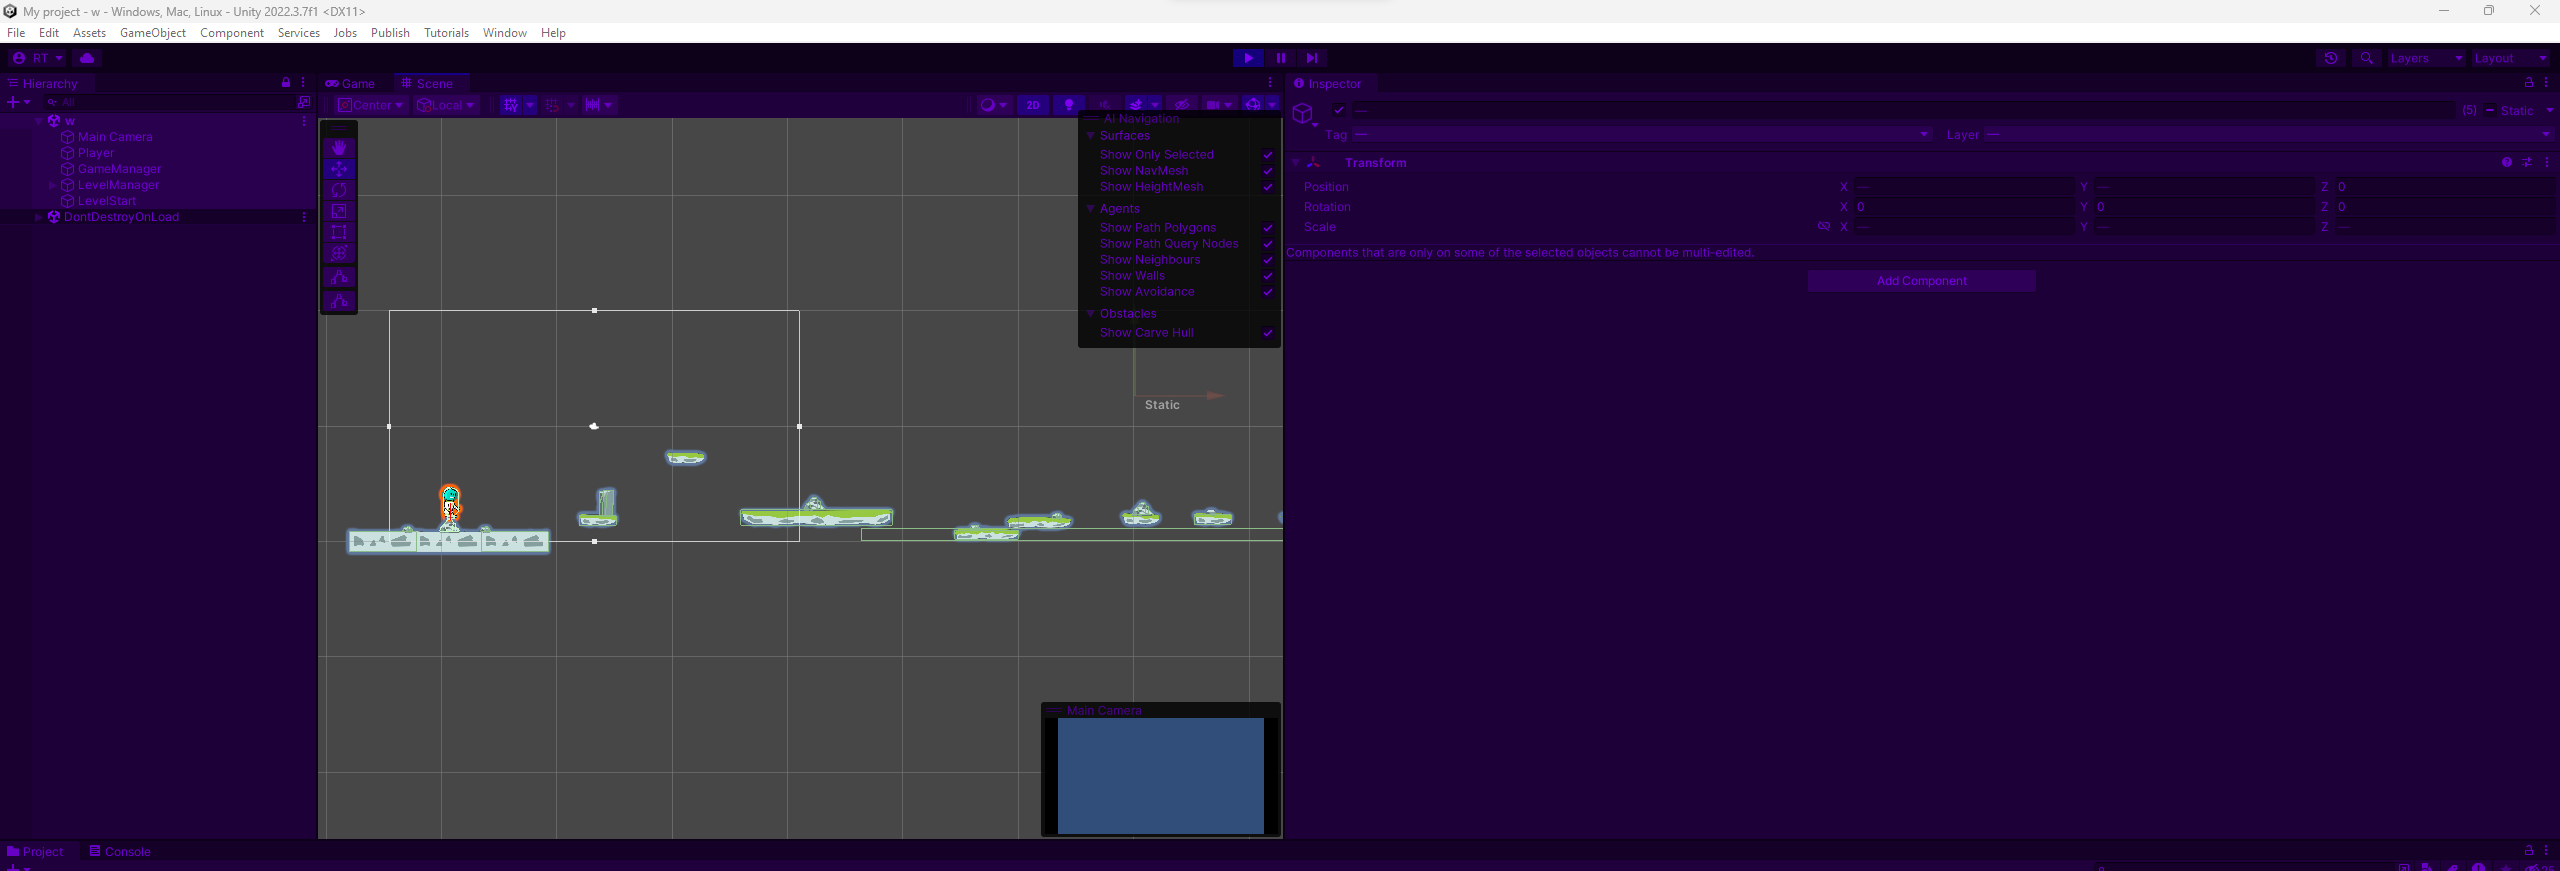 My project - w - Windows, Mac, Linux - Unity 2022.3.7f1 <DX11>
File Edit Assets GameObject Component Services Jobs Publish Tutorials Window Help
RT Layers Layout
Hierarchy
All
w
Main Camera
Player
GameManager
LevelManager
LevelStart
DontDestroyOnLoad
Game Scene
Center Local 2D
AI Navigation
Surfaces
Show Only Selected
Show NavMesh
Show HeightMesh
Agents
Show Path Polygons
Show Path Query Nodes
Show Neighbours
Show Walls
Show Avoidance
Obstacles
Show Carve Hull
Static
Main Camera
Inspector
— (5) Static
Tag — Layer —
Transform
Position X — Y — Z 0
Rotation X 0 Y 0 Z 0
Scale X — Y — Z —
Components that are only on some of the selected objects cannot be multi-edited.
Add Component
Project Console